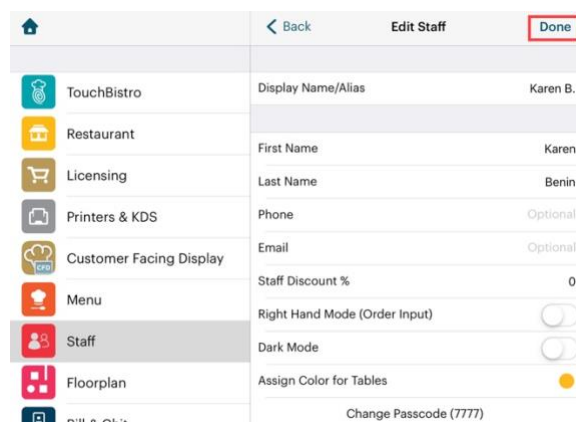 Back Edit Staff Done
TouchBistro
Restaurant
Licensing
Printers & KDS
Customer Facing Display
CFD
Menu
Staff
Floorplan
Display Name/Alias Karen B.
First Name Karen
Last Name Benin
Phone Optional
Email Optional
Staff Discount % 0
Right Hand Mode (Order Input)
Dark Mode
Assign Color for Tables
Change Passcode (7777)